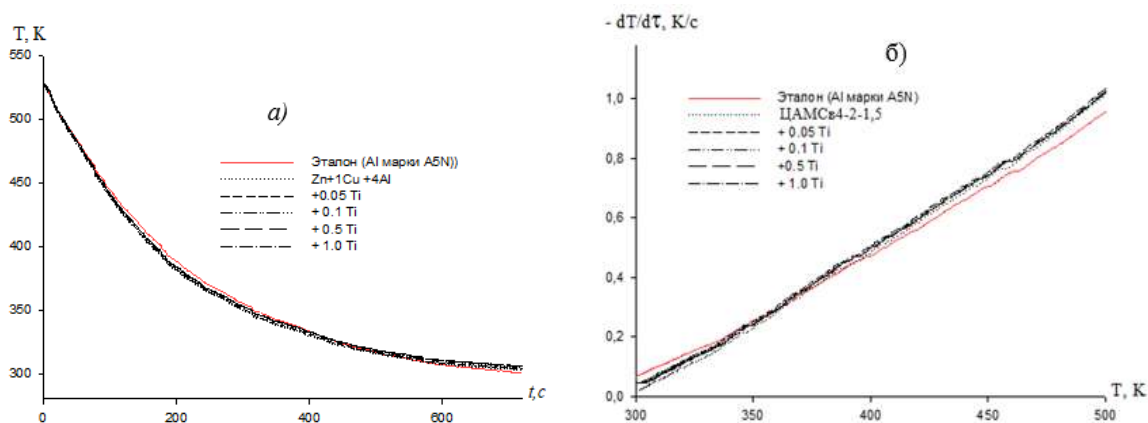 T, K
550
500
450
400
350
300
0
200
400
600
t,c
а)
Эталон (Al марки A5N))
Zn+1Cu +4Al
+0.05 Ti
+ 0.1 Ti
+ 0.5 Ti
+ 1.0 Ti
- dT/dτ, K/c
б)
1,0
0,8
0,6
0,4
0,2
0,0
300
350
400
450
500
T, K
Эталон (Al марки A5N)
ЦАМСв4-2-1,5
+ 0.05 Ti
+ 0.1 Ti
+0.5 Ti
+ 1.0 Ti